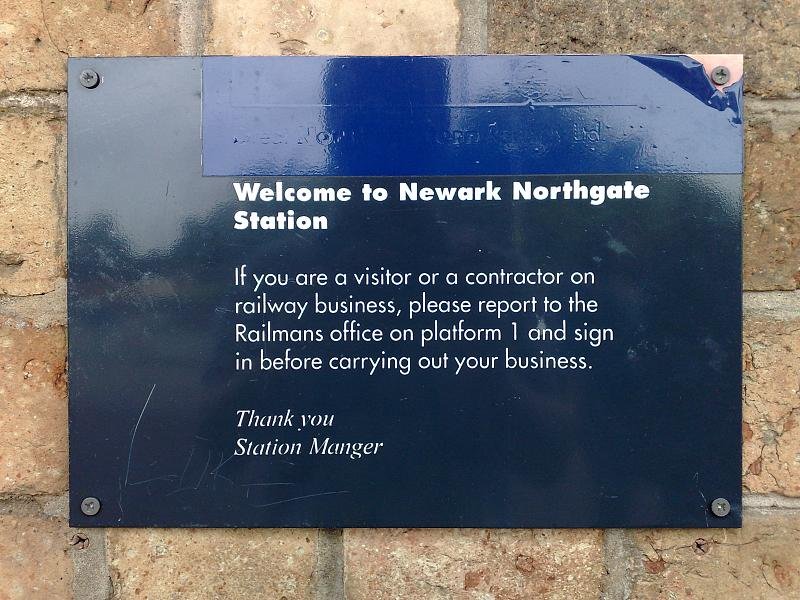 Welcome to Newark Northgate
Station
If you are a visitor or a contractor on
railway business, please report to the
Railmans office on platform 1 and sign
in before carrying out your business.
Thank you
Station Manger